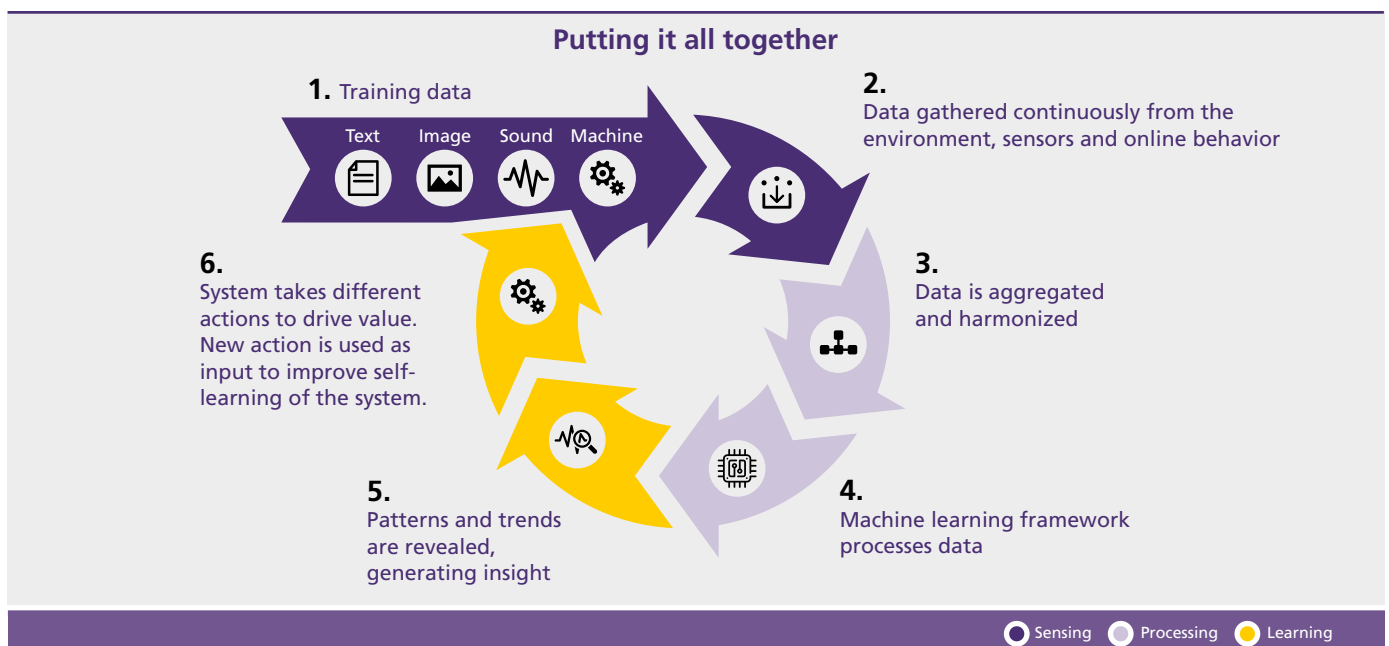 Putting it all together
1. Training data
Text Image Sound Machine
2.
Data gathered continuously from the
environment, sensors and online behavior
3.
Data is aggregated
and harmonized
4.
Machine learning framework
processes data
5.
Patterns and trends
are revealed,
generating insight
6.
System takes different
actions to drive value.
New action is used as
input to improve self-
learning of the system.
Sensing Processing Learning